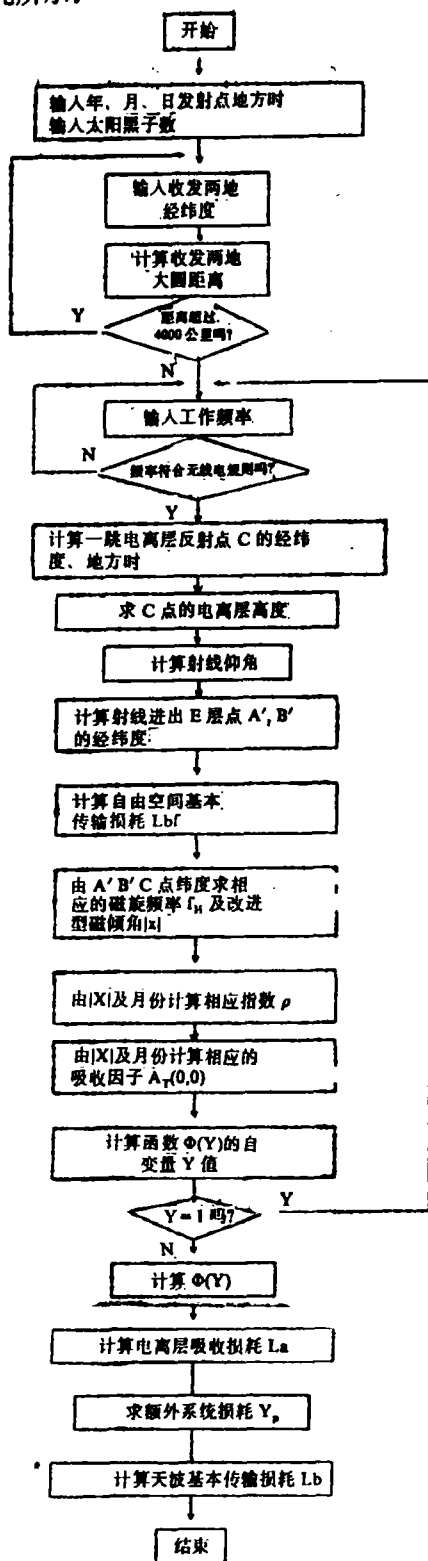 开始
输入年、月、日发射点地方时
输入太阳黑子数
输入收发两地
经纬度
计算收发两地
大圆距离
Y
距离超过
4000公里吗?
N
输入工作频率
N
频率符合无线电规则吗?
Y
计算一跳电离层反射点 C 的经纬
度、地方时
求 C 点的电离层高度
计算射线仰角
计算射线进出 E 层点 A′, B′
的经纬度
计算自由空间基本
传输损耗 Lbf
由 A′ B′ C 点纬度求相
应的磁旋频率 f_H 及改进
型磁倾角|x|
由|X|及月份计算相应指数 ρ
由|X|及月份计算相应的
吸收因子 A_T(0,0)
计算函数 Φ(Y)的自
变量 Y 值
Y
Y = 1 吗?
N
计算 Φ(Y)
计算电离层吸收损耗 La
求额外系统损耗 Y_p
计算天波基本传输损耗 Lb
结束